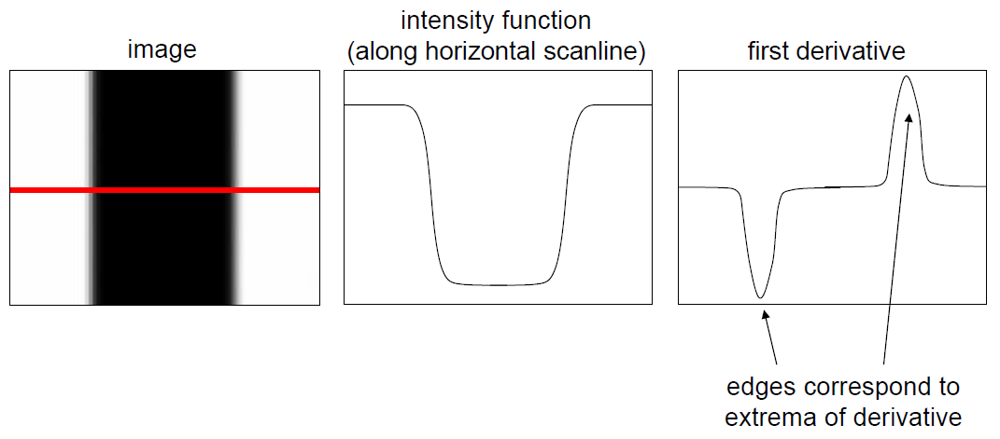 image
intensity function
(along horizontal scanline)
first derivative
edges correspond to
extrema of derivative